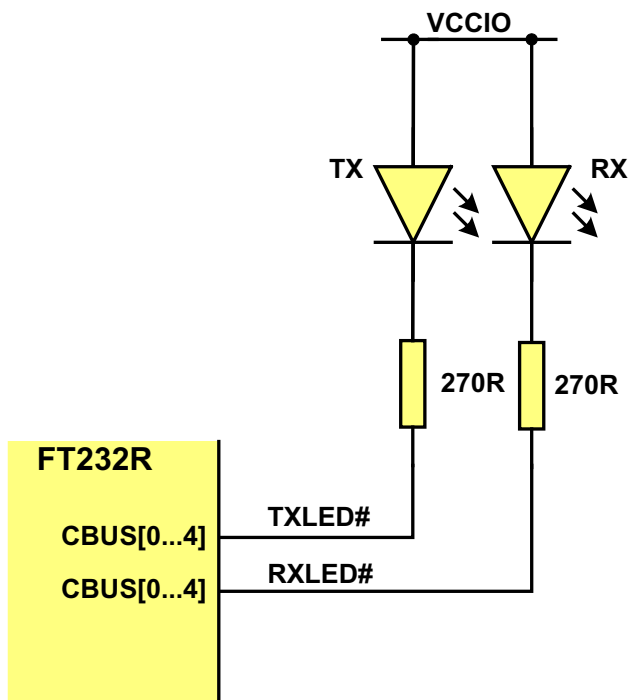 VCCIO
TX
RX
270R
270R
FT232R
TXLED#
CBUS[0...4]
RXLED#
CBUS[0...4]